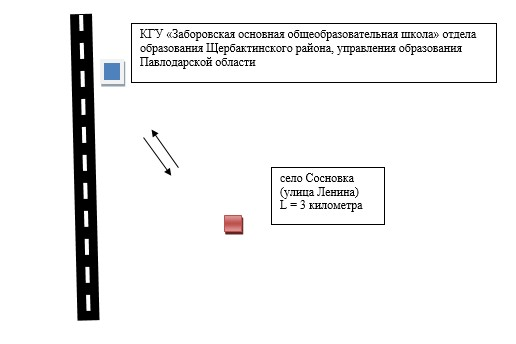 КГУ «Заборовская основная общеобразовательная школа» отдела
образования Щербактинского района, управления образования
Павлодарской области
село Сосновка
(улица Ленина)
L = 3 километра